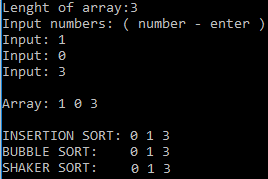 Lenght of array:3
Input numbers: ( number - enter )
Input: 1
Input: 0
Input: 3
Array: 1 0 3
INSERTION SORT: 0 1 3
BUBBLE SORT: 0 1 3
SHAKER SORT: 0 1 3